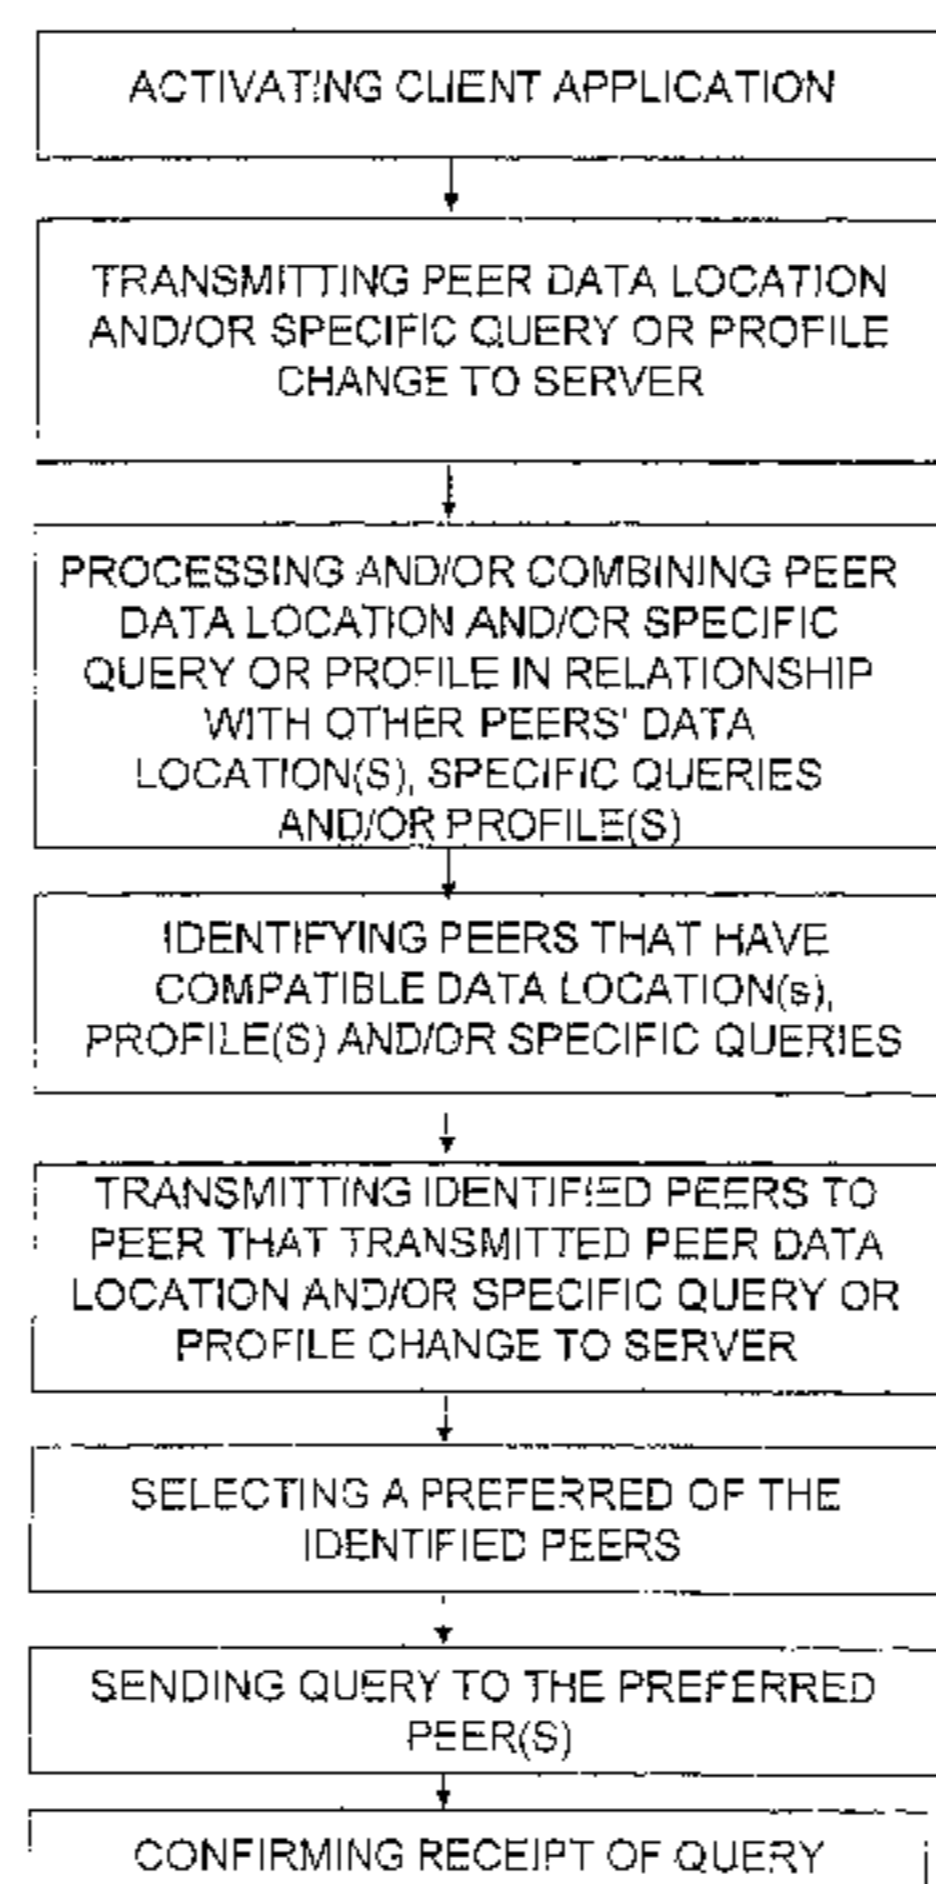 ACTIVATING CLIENT APPLICATION
TRANSMITTING PEER DATA LOCATION
AND/OR SPECIFIC QUERY OR PROFILE
CHANGE TO SERVER
PROCESSING AND/OR COMBINING PEER
DATA LOCATION AND/OR SPECIFIC
QUERY OR PROFILE IN RELATIONSHIP
WITH OTHER PEERS' DATA
LOCATION(S), SPECIFIC QUERIES
AND/OR PROFILE(S)
IDENTIFYING PEERS THAT HAVE
COMPATIBLE DATA LOCATION(s),
PROFILE(S) AND/OR SPECIFIC QUERIES
TRANSMITTING IDENTIFIED PEERS TO
PEER THAT TRANSMITTED PEER DATA
LOCATION AND/OR SPECIFIC QUERY OR
PROFILE CHANGE TO SERVER
SELECTING A PREFERRED OF THE
IDENTIFIED PEERS
SENDING QUERY TO THE PREFERRED
PEER(S)
CONFIRMING RECEIPT OF QUERY